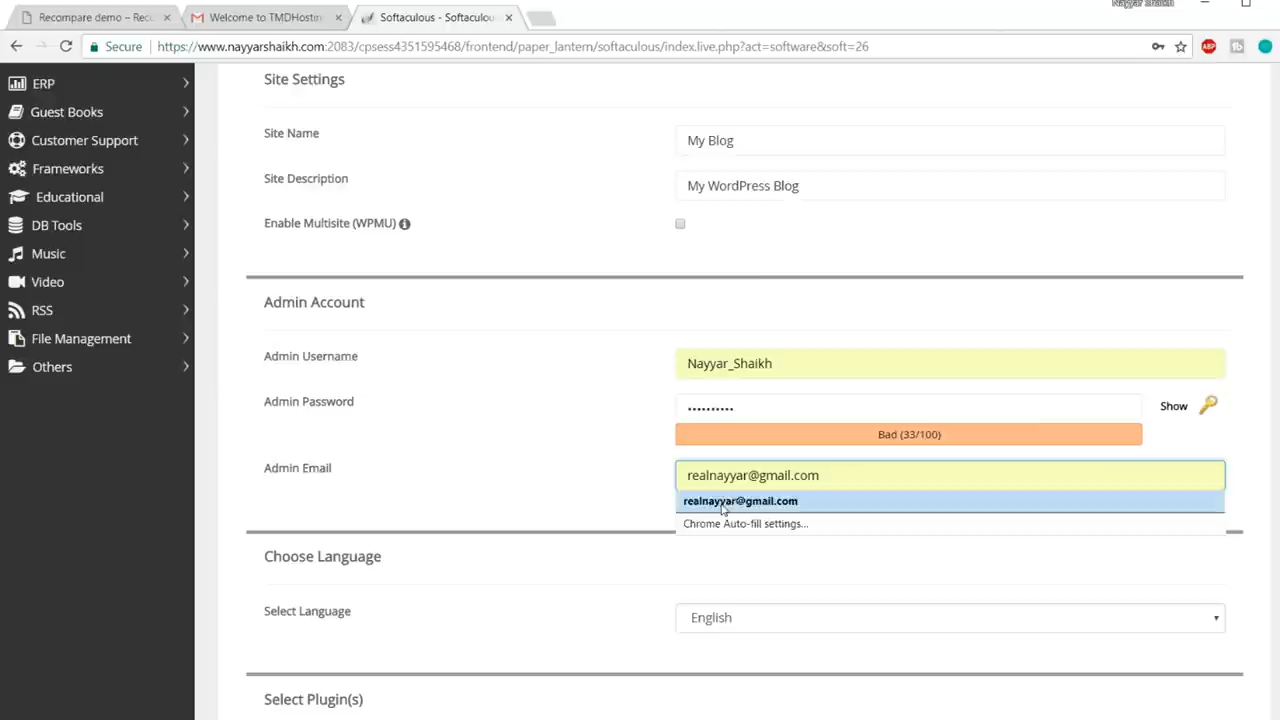 Nayyar Shaikh
Recompare demo – Rec
Welcome to TMDHostin
Softaculous - Softaculou
Secure
https://www.nayyarshaikh.com:2083/cpsess4351595468/frontend/paper_lantern/softaculous/index.live.php?act=software&soft=26
ABP
ERP
Guest Books
Customer Support
Frameworks
Educational
DB Tools
Music
Video
RSS
File Management
Others
Site Settings
Site Name
My Blog
Site Description
My WordPress Blog
Enable Multisite (WPMU)
Admin Account
Admin Username
Nayyar_Shaikh
Admin Password
Show
Bad (33/100)
Admin Email
realnayyar@gmail.com
realnayyar@gmail.com
Chrome Auto-fill settings...
Choose Language
Select Language
English
Select Plugin(s)